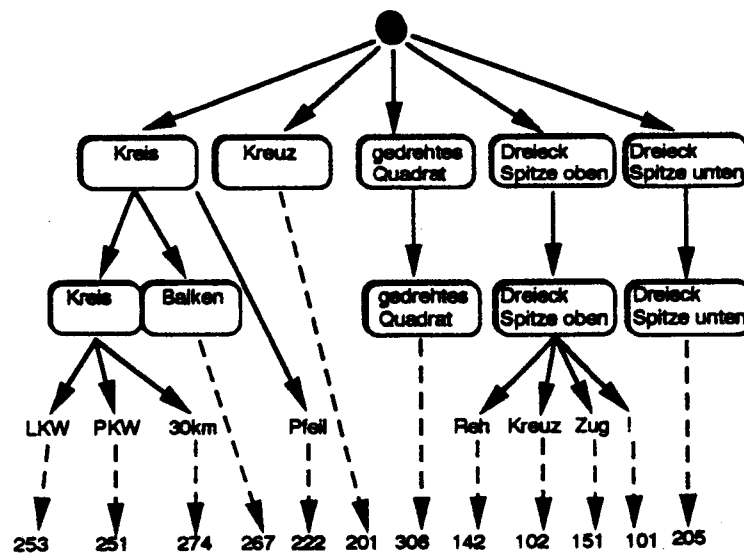 Kreis
Kreuz
gedrehtes
Quadrat
Dreieck
Spitze oben
Dreieck
Spitze unten
Kreis
Balken
gedrehtes
Quadrat
Dreieck
Spitze oben
Dreieck
Spitze unten
LKW
PKW
30km
Pfeil
Reh
Kreuz
Zug
!
253
251
274
267
222
201
306
142
102
151
101
205